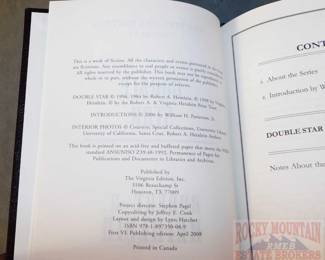 This is a work of fiction. All the characters and events portrayed in
are fictitious. Any resemblance to real people or events is purely
All rights reserved by the publisher. This book may not be reproduced,
in whole or in part, without the written permission of the publisher except
for the purpose of reviews.
DOUBLE STAR © 1956, 1984 by Robert A. Heinlein, © 1998 by Virginia
Heinlein, © by the Robert A. & Virginia Heinlein Prize Trust
INTRODUCTIONS © 2008 by William H. Patterson, Jr.
INTERIOR PHOTOS © Courtesy, Special Collections, University Library,
University of California, Santa Cruz. Robert and Virginia Heinlein
This book is printed on acid-free and buffered paper that meets the
standard ANSI/NISO Z39.48-1992, Permanence of Paper for
Publications and Documents in Libraries and Archives.
Published by
The Virginia Edition, Inc.
3106 Beauchamp St
Houston, TX 77009
Project director: Stephen Pagel
Copyediting by Jeffrey E. Cook
Layout and design by Lynn Hatcher
ISBN 978-1-897350-06-9
First VE Publishing edition: April 2008
Printed in Canada
CONT
About the Series
Introduction by W
DOUBLE STAR
Notes About the
ROCKY MOUNTAIN
RMEB
ESTATE BROKERS